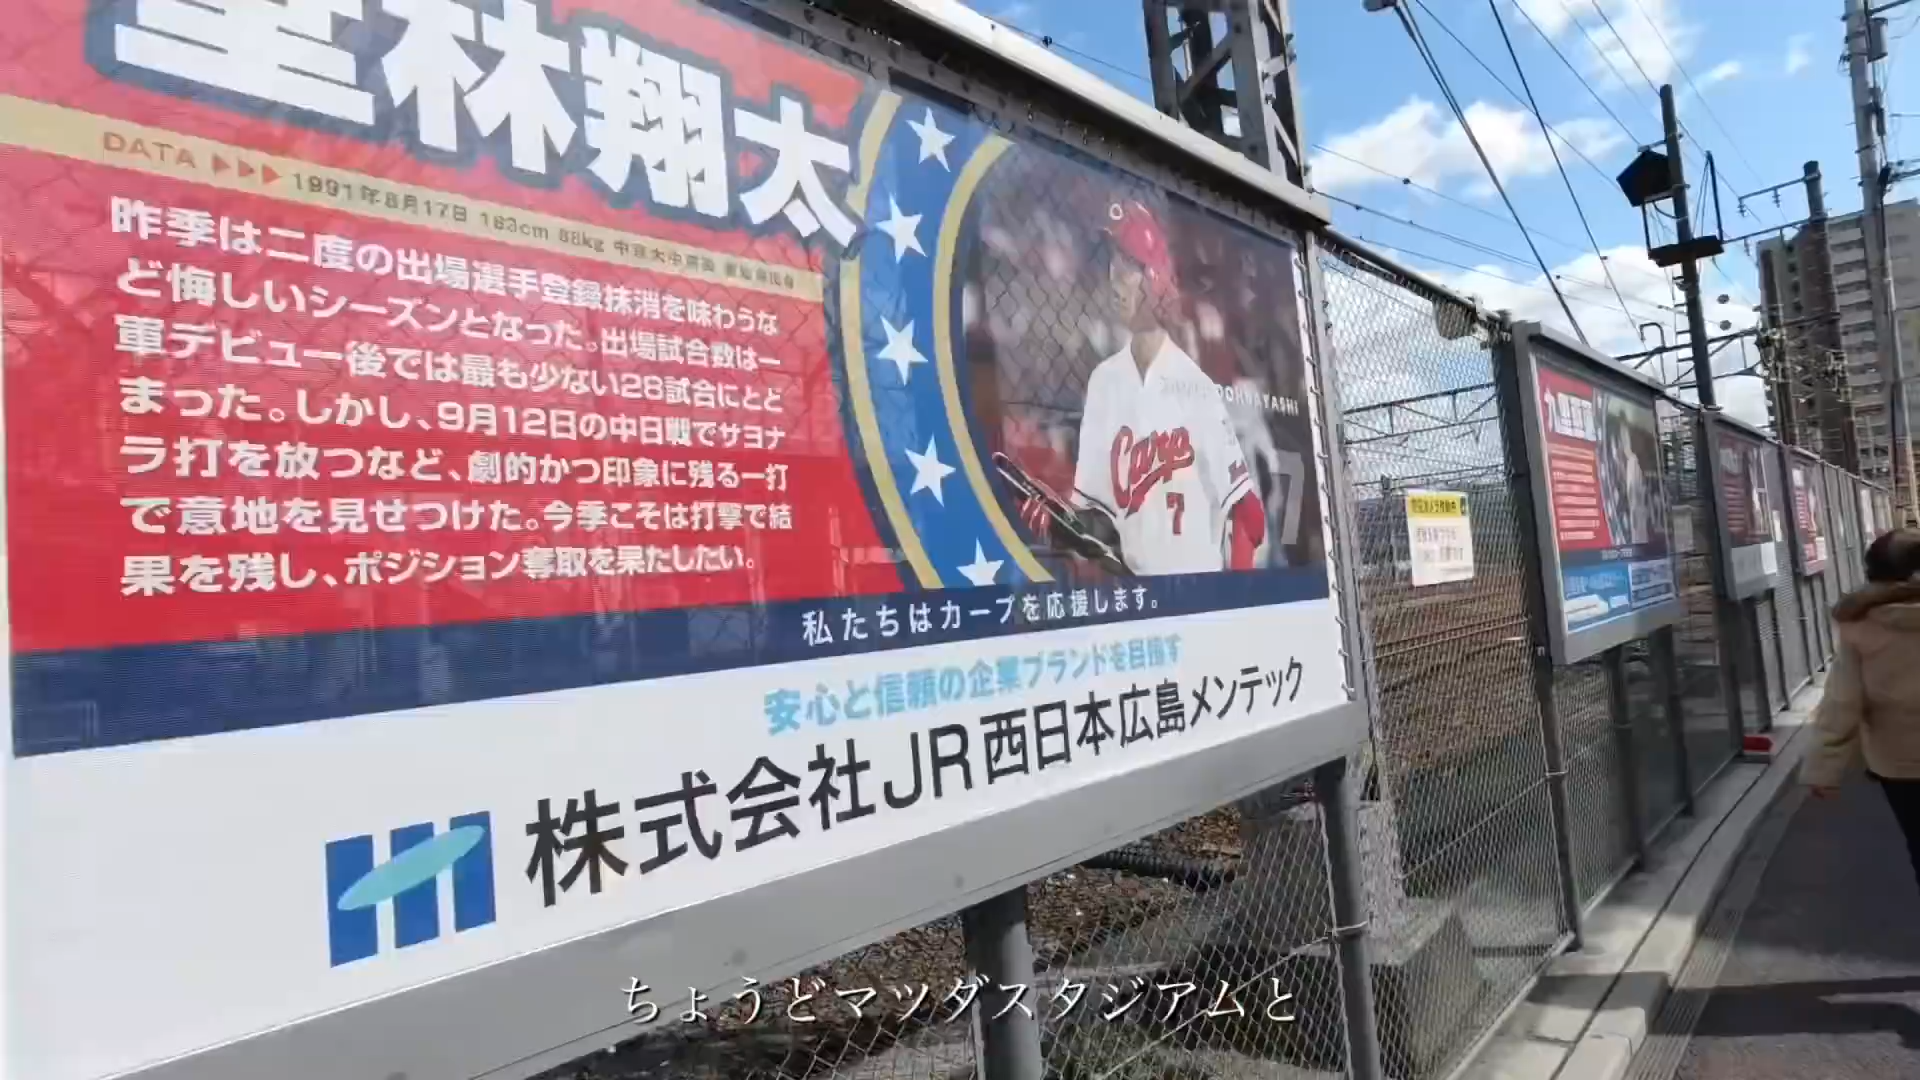 堂林翔太
DATA ▶▶▶ 1991年8月17日 183cm 88kg
昨季は二度の出場選手登録抹消を味わうな
ど悔しいシーズンとなった。出場試合数は一
軍デビュー後では最も少ない28試合にとど
まった。しかし、9月12日の中日戦でサヨナ
ラ打を放つなど、劇的かつ印象に残る一打
で意地を見せつけた。今季こそは打撃で結
果を残し、ポジション奪取を果たしたい。
DOHBAYASHI
Carp
7
私たちはカープを応援します。
安心と信頼の企業ブランドを目指す
株式会社JR西日本広島メンテック
九里亜蓮
ちょうどマツダスタジアムと